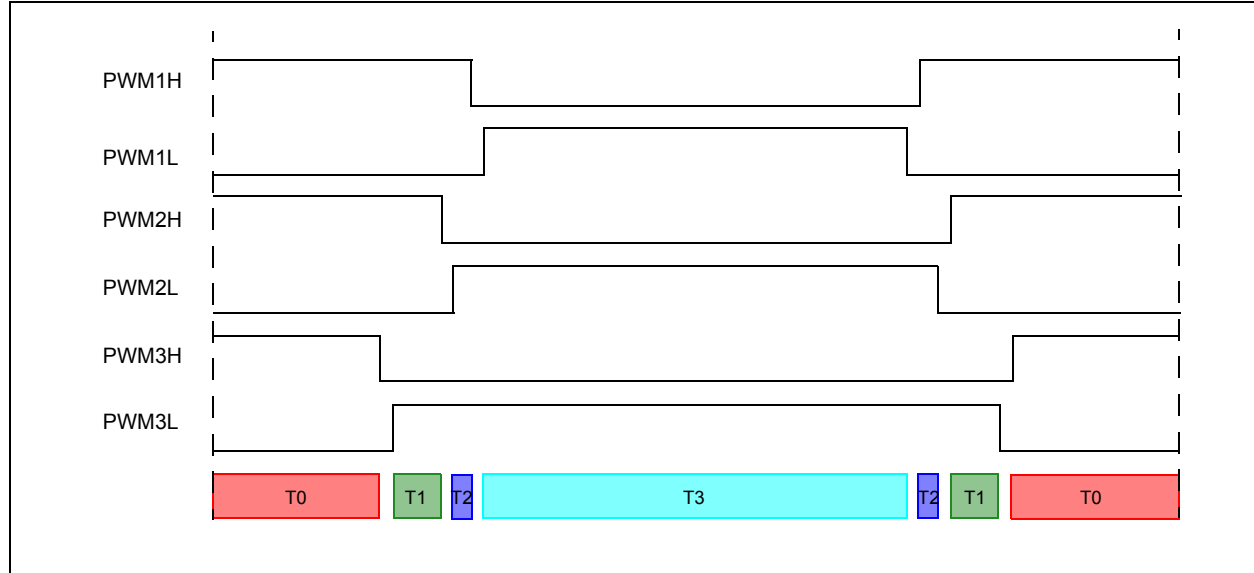 PWM1H
PWM1L
PWM2H
PWM2L
PWM3H
PWM3L
T0 T1 T2 T3 T2 T1 T0